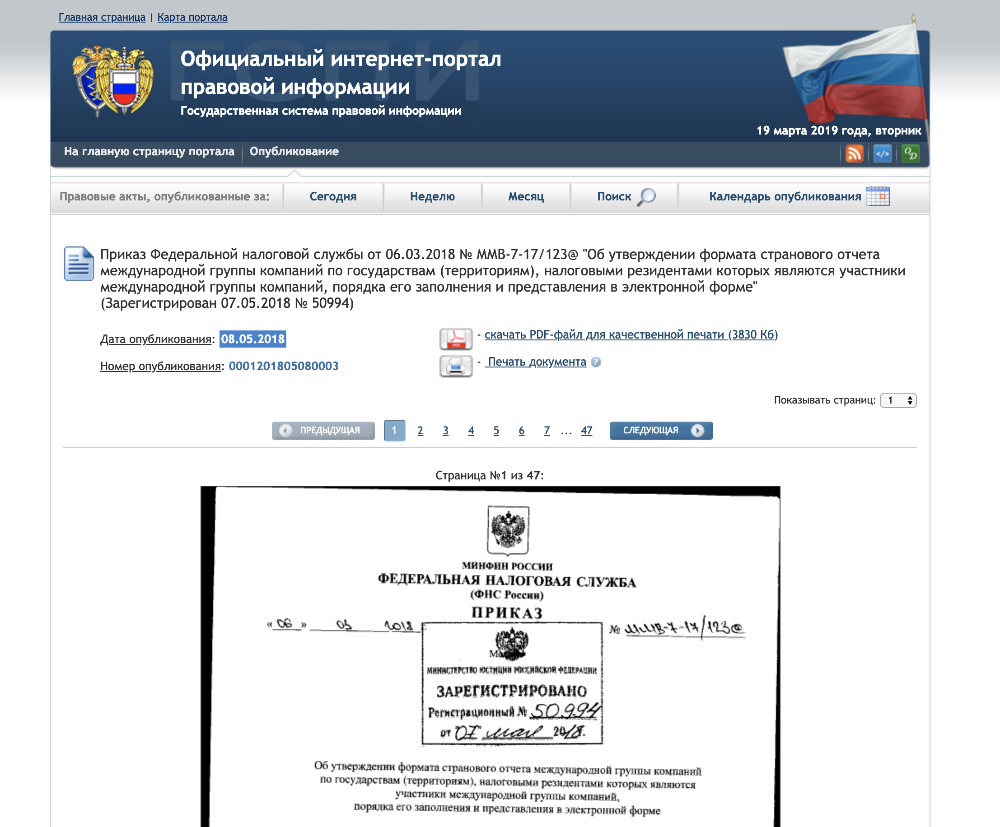 Главная страница | Карта портала
ГСПИ
Официальный интернет-портал
правовой информации
Государственная система правовой информации
19 марта 2019 года, вторник
На главную страницу портала Опубликование
</> OD
Правовые акты, опубликованные за: Сегодня Неделю Месяц Поиск Календарь опубликования
Приказ Федеральной налоговой службы от 06.03.2018 № ММВ-7-17/123@ "Об утверждении формата странового отчета
международной группы компаний по государствам (территориям), налоговыми резидентами которых являются участники
международной группы компаний, порядка его заполнения и представления в электронной форме"
(Зарегистрирован 07.05.2018 № 50994)
Дата опубликования: 08.05.2018
PDF - скачать PDF-файл для качественной печати (3830 Кб)
Номер опубликования: 0001201805080003
- Печать документа ?
Показывать страниц: 1
ПРЕДЫДУЩАЯ 1 2 3 4 5 6 7 ... 47 СЛЕДУЮЩАЯ
Страница №1 из 47:
МИНФИН РОССИИ
ФЕДЕРАЛЬНАЯ НАЛОГОВАЯ СЛУЖБА
(ФНС России)
ПРИКАЗ
«06» 03 2018 № ММВ-7-17/123@
МИНИСТЕРСТВО ЮСТИЦИИ РОССИЙСКОЙ ФЕДЕРАЦИИ
ЗАРЕГИСТРИРОВАНО
Регистрационный № 50994
от "07" мая 2018.
Об утверждении формата странового отчета международной группы компаний
по государствам (территориям), налоговыми резидентами которых являются
участники международной группы компаний,
порядка его заполнения и представления в электронной форме